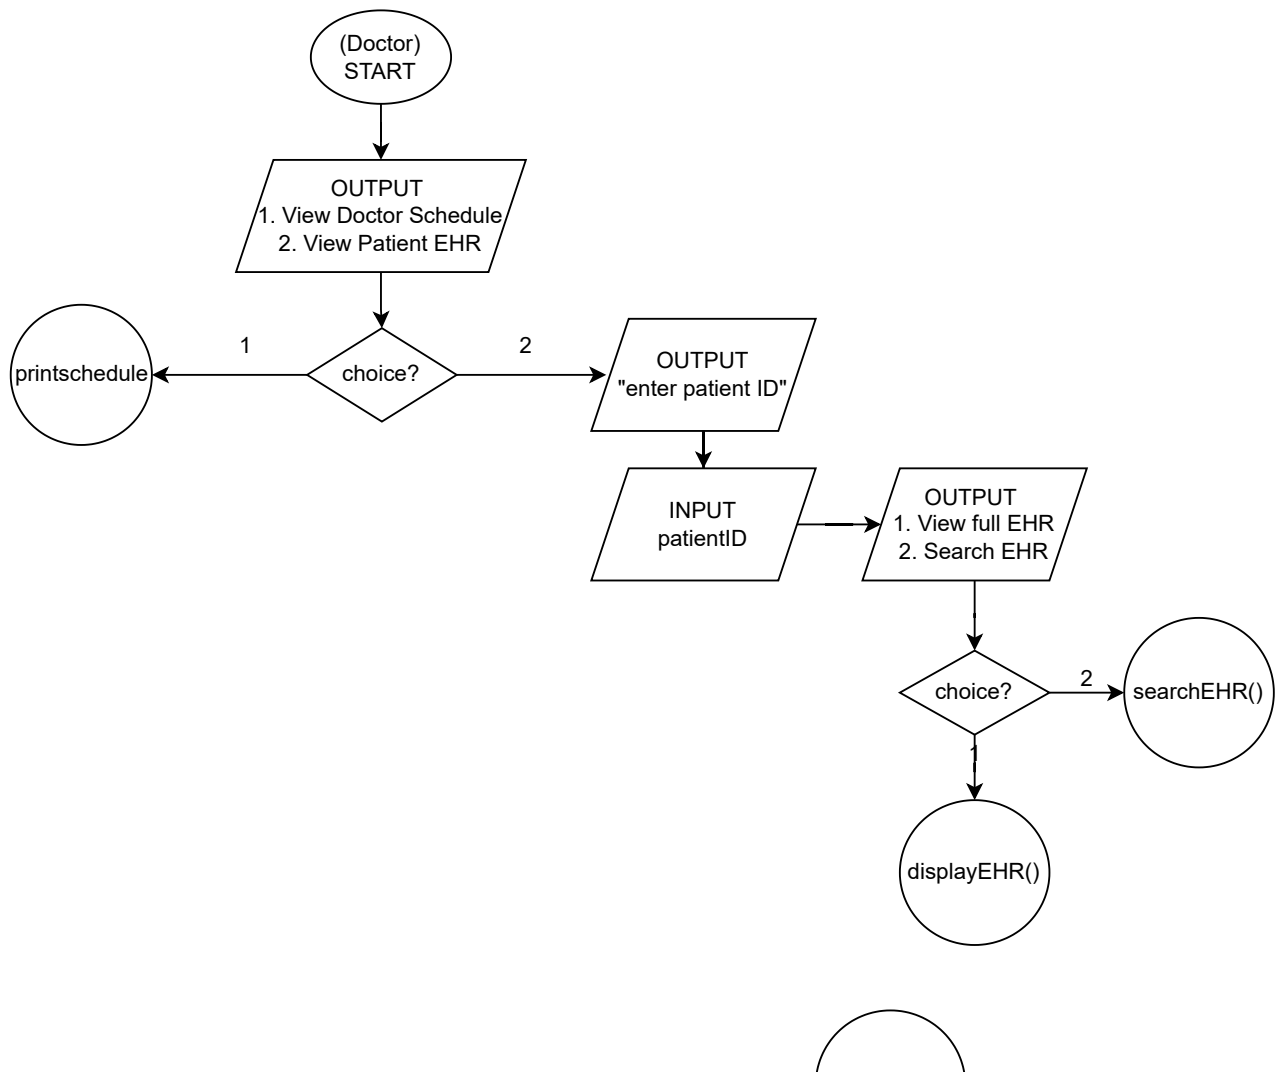 (Doctor)
START
OUTPUT
1. View Doctor Schedule
2. View Patient EHR
printschedule
1
choice?
2
OUTPUT
"enter patient ID"
INPUT
patientID
OUTPUT
1. View full EHR
2. Search EHR
choice?
2
searchEHR()
1
displayEHR()